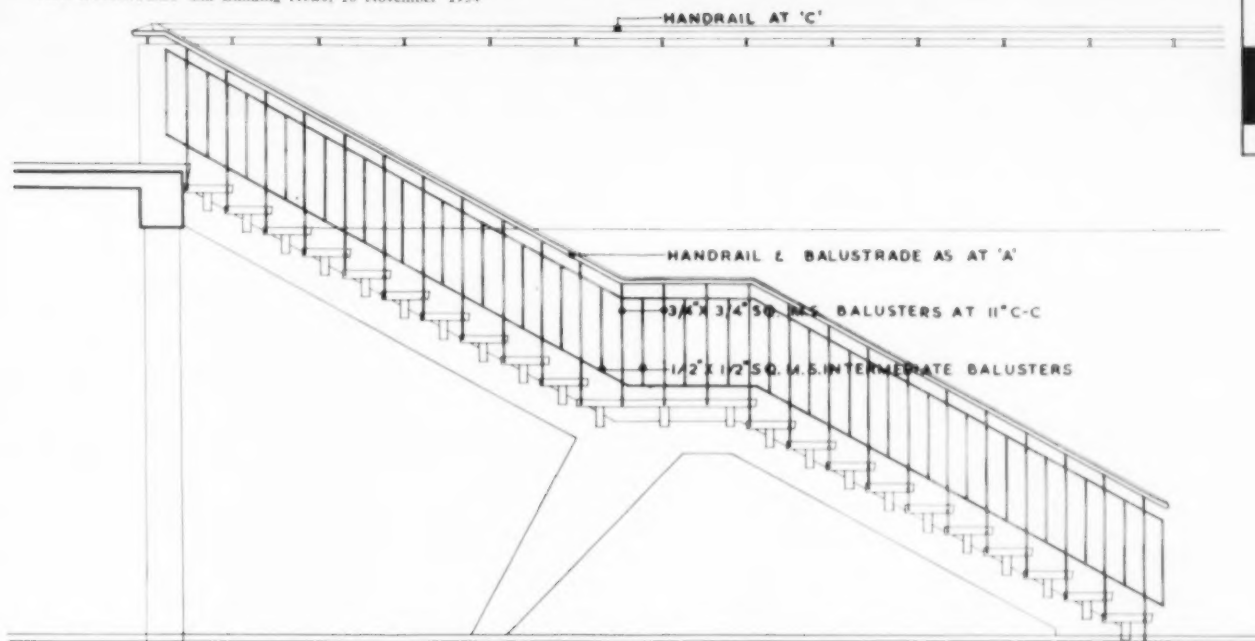 HANDRAIL AT 'C'
HANDRAIL & BALUSTRADE AS AT 'A'
3/4" X 3/4" SQ. M.S. BALUSTERS AT 11" C-C
1/2" X 1/2" SQ. M.S. INTERMEDIATE BALUSTERS